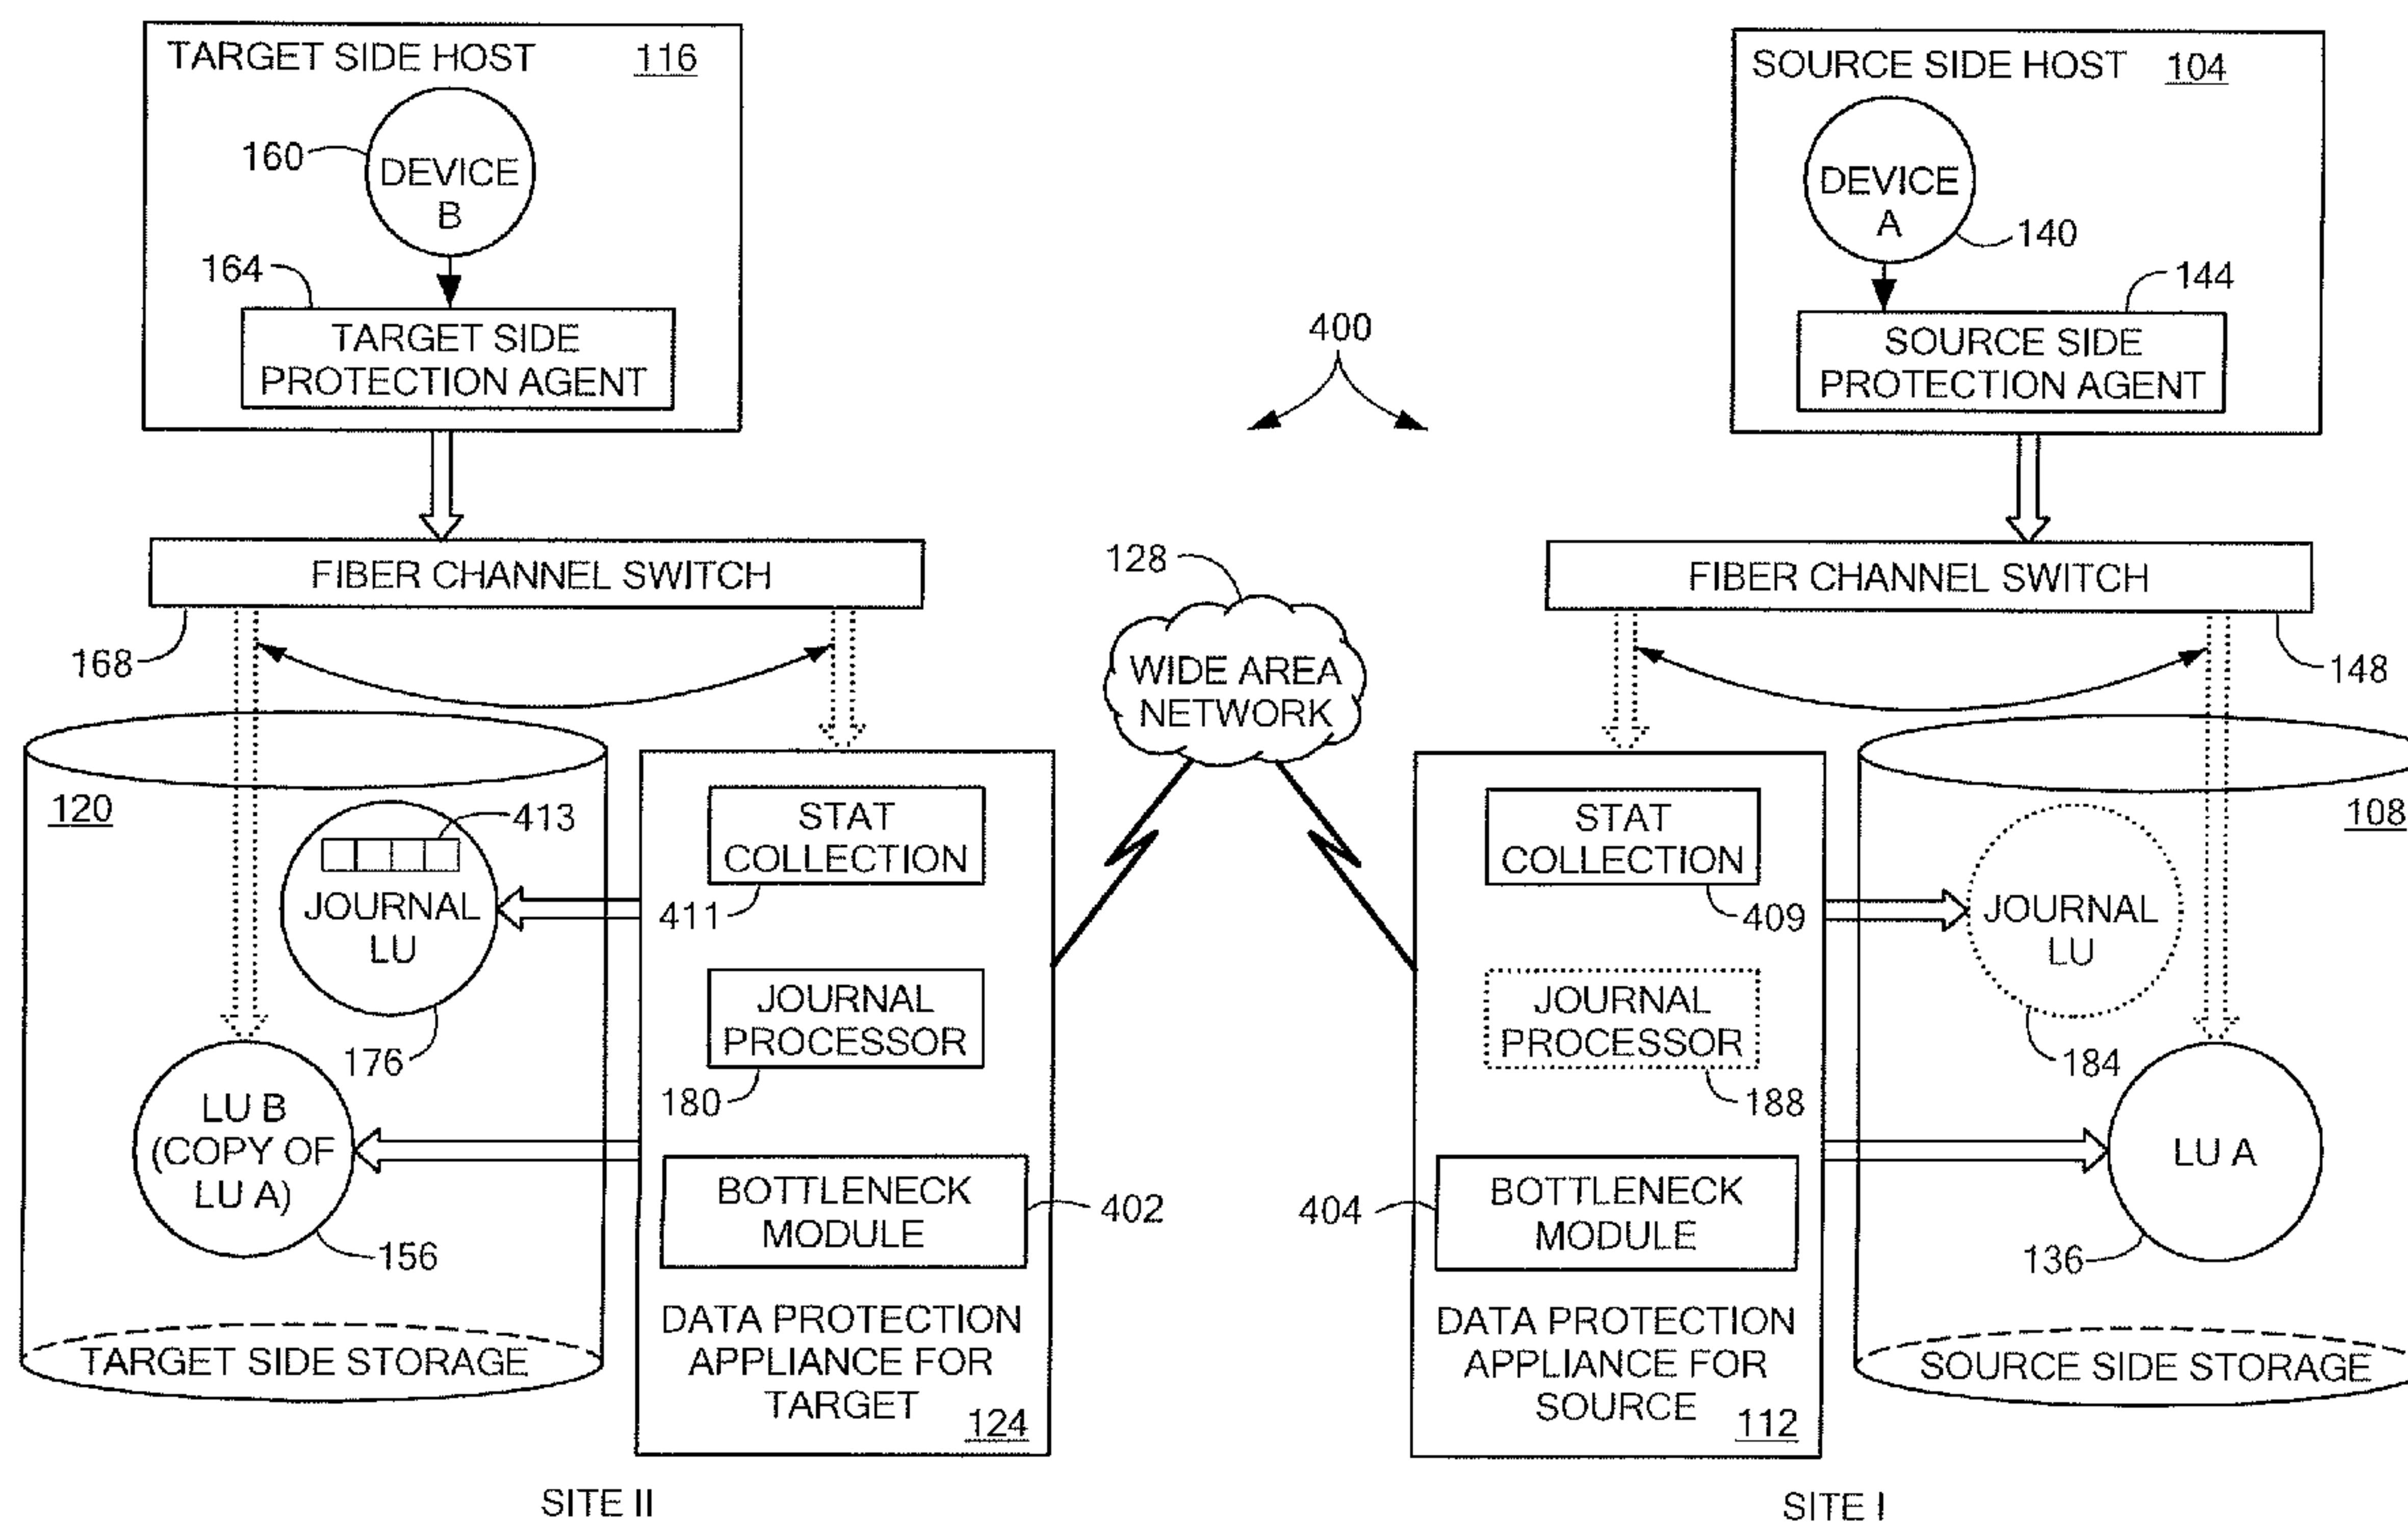 TARGET SIDE HOST 116
160
DEVICE
B
164
TARGET SIDE
PROTECTION AGENT
SOURCE SIDE HOST 104
DEVICE
A
140
144
SOURCE SIDE
PROTECTION AGENT
400
FIBER CHANNEL SWITCH
168
128
WIDE AREA
NETWORK
FIBER CHANNEL SWITCH
148
120
413
JOURNAL
LU
176
LU B
(COPY OF
LU A)
156
TARGET SIDE STORAGE
STAT
COLLECTION
411
JOURNAL
PROCESSOR
180
BOTTLENECK
MODULE
402
DATA PROTECTION
APPLIANCE FOR
TARGET
124
STAT
COLLECTION
409
JOURNAL
PROCESSOR
188
404
BOTTLENECK
MODULE
DATA PROTECTION
APPLIANCE FOR
SOURCE
112
108
JOURNAL
LU
184
LU A
136
SOURCE SIDE STORAGE
SITE II
SITE I